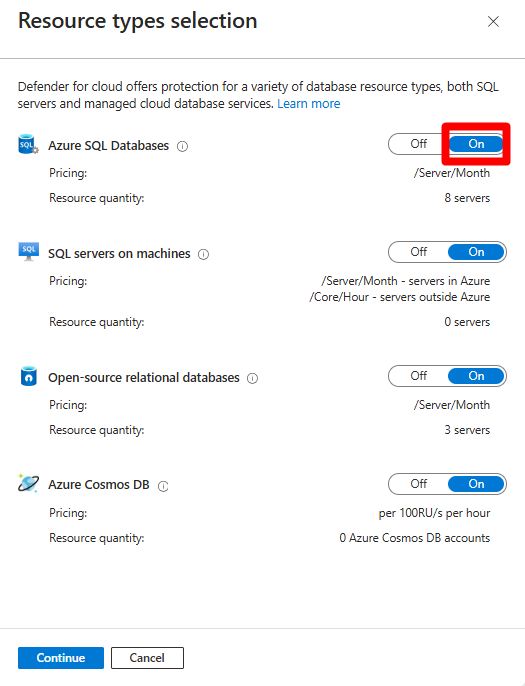 Resource types selection
Defender for cloud offers protection for a variety of database resource types, both SQL
servers and managed cloud database services. Learn more
SQL
Azure SQL Databases
Off On
Pricing: /Server/Month
Resource quantity: 8 servers
SQL
SQL servers on machines
Off On
Pricing: /Server/Month - servers in Azure
/Core/Hour - servers outside Azure
Resource quantity: 0 servers
Open-source relational databases
Off On
Pricing: /Server/Month
Resource quantity: 3 servers
Azure Cosmos DB
Off On
Pricing: per 100RU/s per hour
Resource quantity: 0 Azure Cosmos DB accounts
Continue Cancel